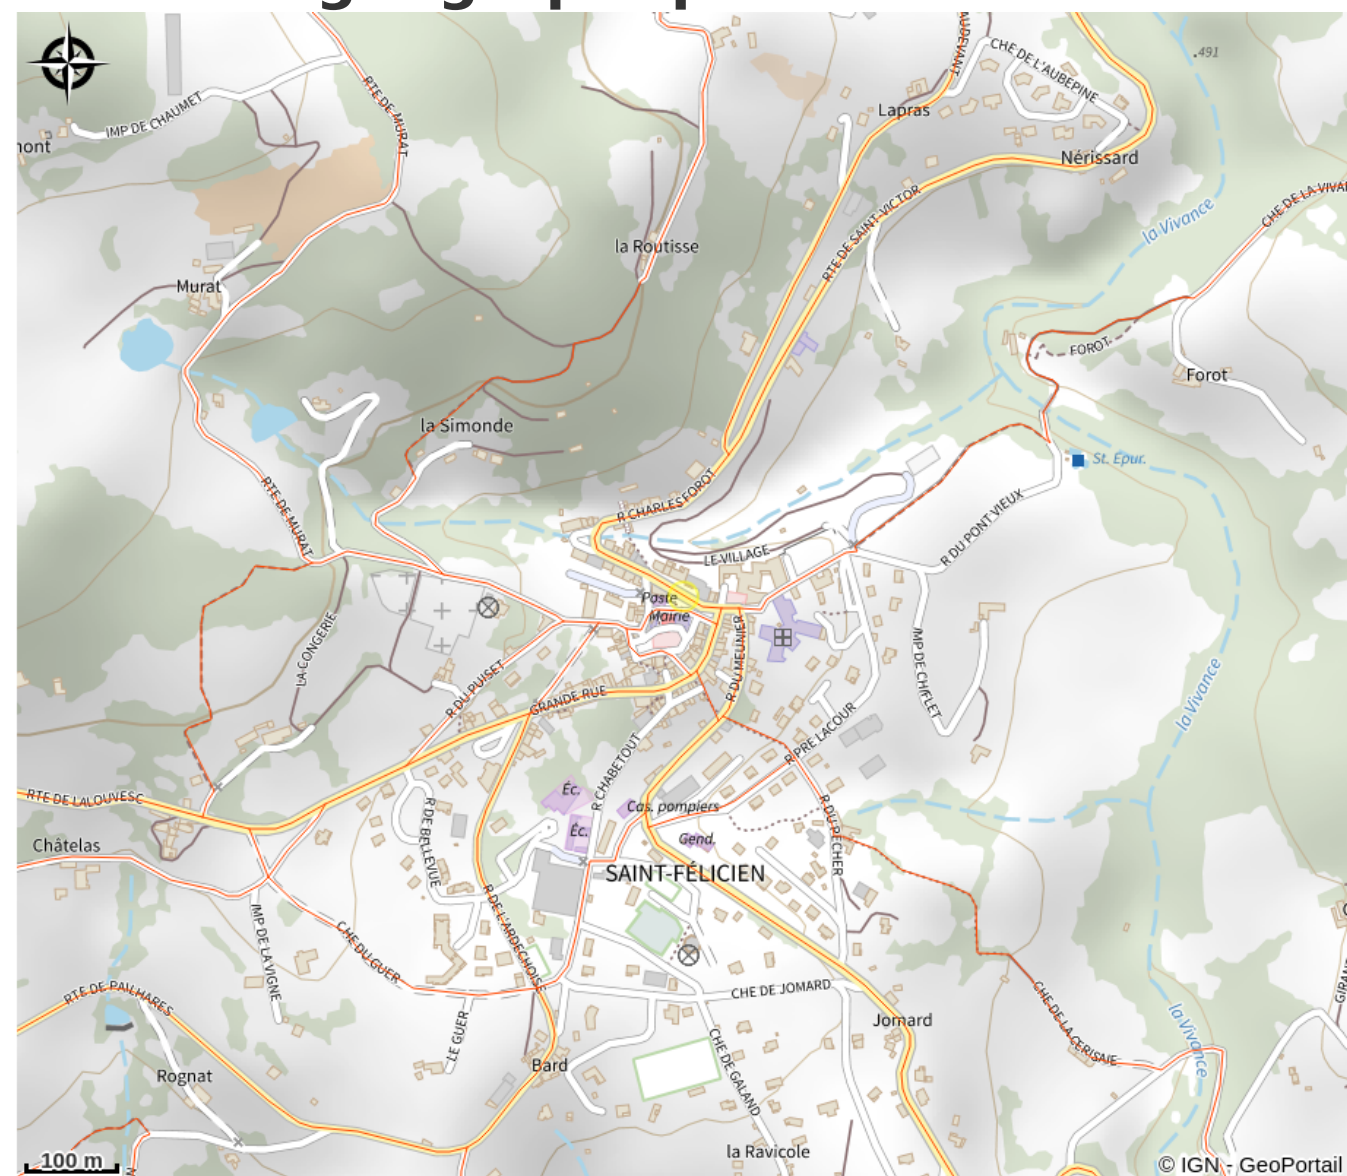 IMP DE CHAUMET
RTE DE MURAT
CHE DE L'AUBEPINE
.491
Lapras
Nérissard
la Vivance
RTE DE SAINT-VICTOR
la Routisse
Murat
FOROT
Forot
la Simonde
St. Epur.
R CHARLES FOROT
RTE DE MURAT
LE VILLAGE
R DU PONT VIEUX
Poste
Mairie
LA CONGERIE
R DU MEUNIER
IMP DE CHIFLET
R DU PUISET
GRANDE RUE
la Vivance
R PRE LACOUR
R CHABETOUT
Éc.
RTE DE LALOUVESC
Cas. pompiers
R DE BELLEVUE
Éc.
Gend.
R DU PECHER
Châtelas
SAINT-FÉLICIEN
IMP DE LA VIGNE
CHE DU GUER
R DE L'ARDECHOISE
CHE DE JOMARD
RTE DE PAILHARES
Jomard
CHE DE LA CERISAIE
la Vivance
LE GUER
Bard
CHE DE GALAND
Rognat
la Ravicole
100 m
© IGN - GeoPortail